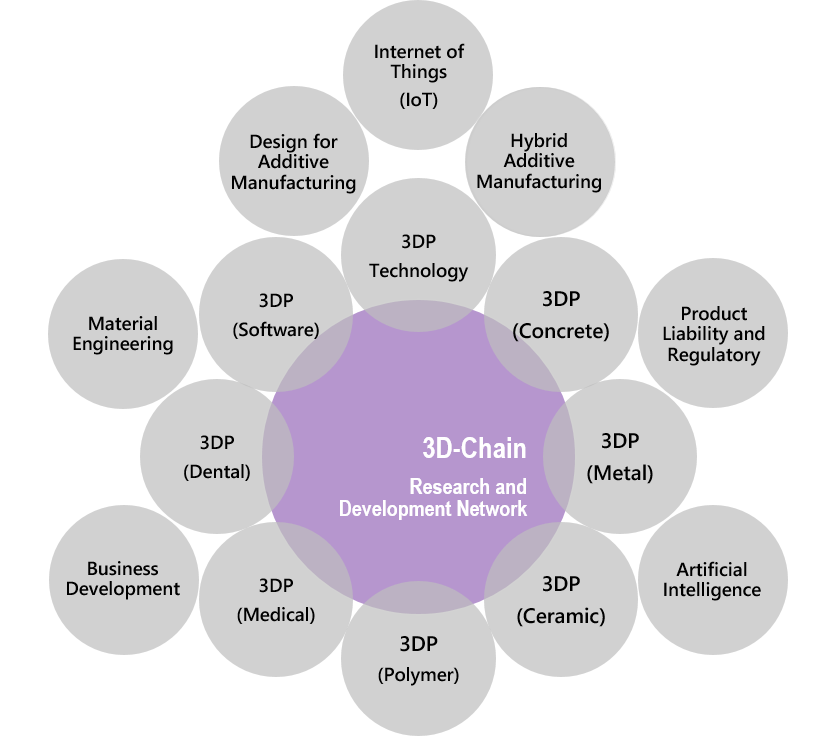 Internet of
Things
(IoT)
Design for
Additive
Manufacturing
Hybrid
Additive
Manufacturing
3DP
Technology
3DP
(Software)
3DP
(Concrete)
Material
Engineering
Product
Liability and
Regulatory
3DP
(Dental)
3D-Chain
Research and
Development Network
3DP
(Metal)
Business
Development
3DP
(Medical)
3DP
(Polymer)
3DP
(Ceramic)
Artificial
Intelligence